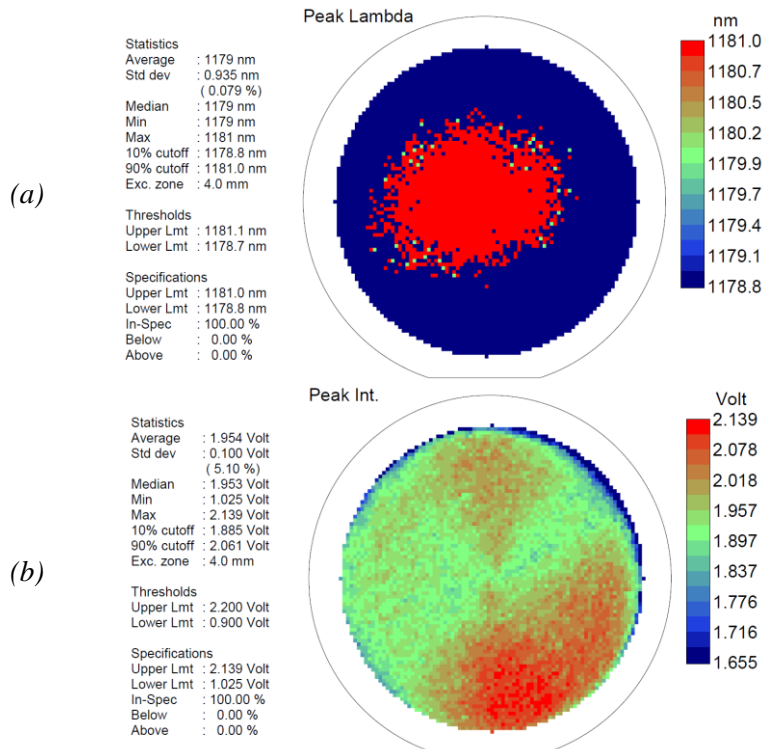 Peak Lambda
Statistics
Average : 1179 nm
Std dev : 0.935 nm
( 0.079 %)
Median : 1179 nm
Min : 1179 nm
Max : 1181 nm
10% cutoff : 1178.8 nm
90% cutoff : 1181.0 nm
Exc. zone : 4.0 mm
Thresholds
Upper Lmt : 1181.1 nm
Lower Lmt : 1178.7 nm
Specifications
Upper Lmt : 1181.0 nm
Lower Lmt : 1178.8 nm
In-Spec : 100.00 %
Below : 0.00 %
Above : 0.00 %
(a)
nm
1181.0
1180.7
1180.5
1180.2
1179.9
1179.7
1179.4
1179.1
1178.8
Peak Int.
Statistics
Average : 1.954 Volt
Std dev : 0.100 Volt
( 5.10 %)
Median : 1.953 Volt
Min : 1.025 Volt
Max : 2.139 Volt
10% cutoff : 1.885 Volt
90% cutoff : 2.061 Volt
Exc. zone : 4.0 mm
Thresholds
Upper Lmt : 2.200 Volt
Lower Lmt : 0.900 Volt
Specifications
Upper Lmt : 2.139 Volt
Lower Lmt : 1.025 Volt
In-Spec : 100.00 %
Below : 0.00 %
Above : 0.00 %
(b)
Volt
2.139
2.078
2.018
1.957
1.897
1.837
1.776
1.716
1.655